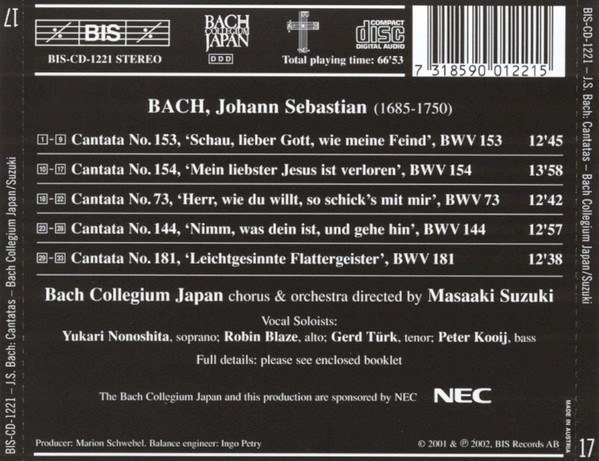 BIS
BIS-CD-1221 STEREO
BACH
COLLEGIUM
JAPAN
DDD
COMPACT
disc
DIGITAL AUDIO
Total playing time: 66'53
7 318590 012215
BACH, Johann Sebastian (1685-1750)
1-9 Cantata No. 153, ‘Schau, lieber Gott, wie meine Feind’, BWV 153 12'45
10-17 Cantata No. 154, ‘Mein liebster Jesus ist verloren’, BWV 154 13'58
18-22 Cantata No. 73, ‘Herr, wie du willt, so schick’s mit mir’, BWV 73 12'42
23-28 Cantata No. 144, ‘Nimm, was dein ist, und gehe hin’, BWV 144 12'57
29-33 Cantata No. 181, ‘Leichtgesinnte Flattergeister’, BWV 181 12'38
Bach Collegium Japan chorus & orchestra directed by Masaaki Suzuki
Vocal Soloists:
Yukari Nonoshita, soprano; Robin Blaze, alto; Gerd Türk, tenor; Peter Kooij, bass
Full details: please see enclosed booklet
The Bach Collegium Japan and this production are sponsored by NEC NEC
Producer: Marion Schwebel. Balance engineer: Ingo Petry
© 2001 & ℗ 2002, BIS Records AB
MADE IN AUSTRIA
BIS-CD-1221 – J.S. Bach: Cantatas – Bach Collegium Japan/Suzuki 17
BIS-CD-1221 – J.S. Bach: Cantatas – Bach Collegium Japan/Suzuki
17